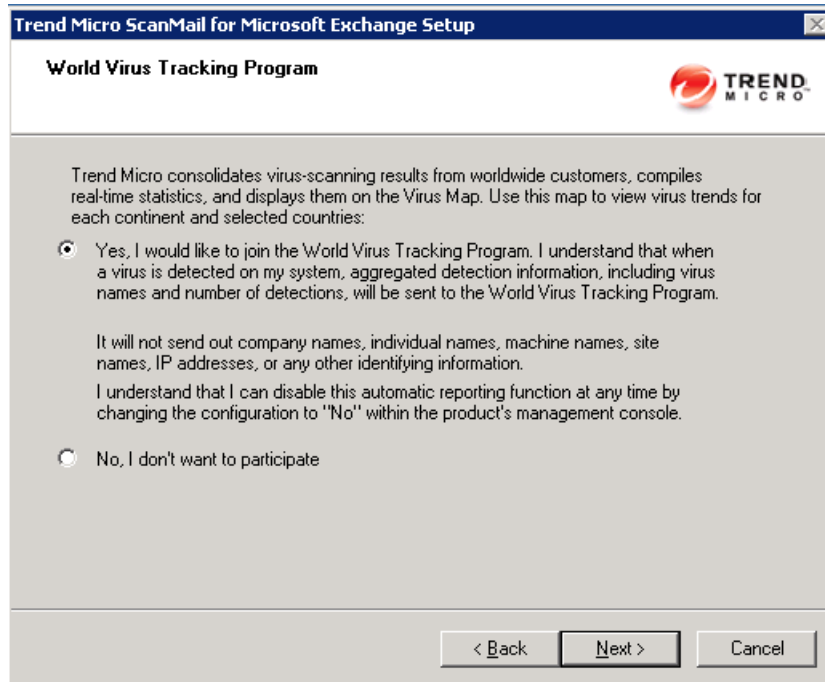 Trend Micro ScanMail for Microsoft Exchange Setup
World Virus Tracking Program
TREND
MICRO
Trend Micro consolidates virus-scanning results from worldwide customers, compiles
real-time statistics, and displays them on the Virus Map. Use this map to view virus trends for
each continent and selected countries:
Yes, I would like to join the World Virus Tracking Program. I understand that when
a virus is detected on my system, aggregated detection information, including virus
names and number of detections, will be sent to the World Virus Tracking Program.
It will not send out company names, individual names, machine names, site
names, IP addresses, or any other identifying information.
I understand that I can disable this automatic reporting function at any time by
changing the configuration to "No" within the product's management console.
No, I don't want to participate
< Back Next > Cancel